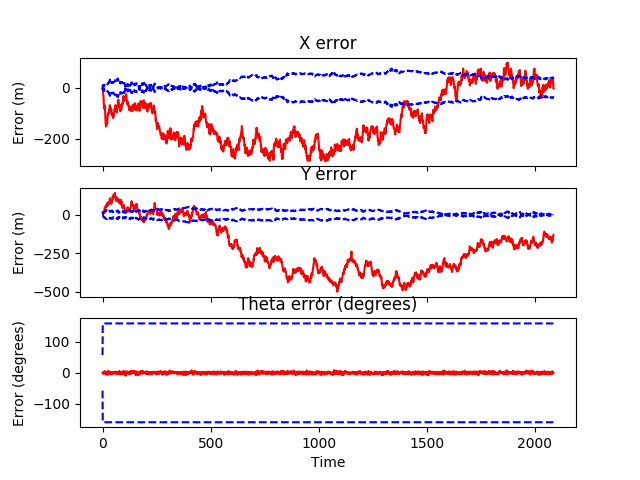 X error
Error (m)
0
−200
Y error
Error (m)
0
−250
−500
Theta error (degrees)
Error (degrees)
100
0
−100
0
500
1000
1500
2000
Time